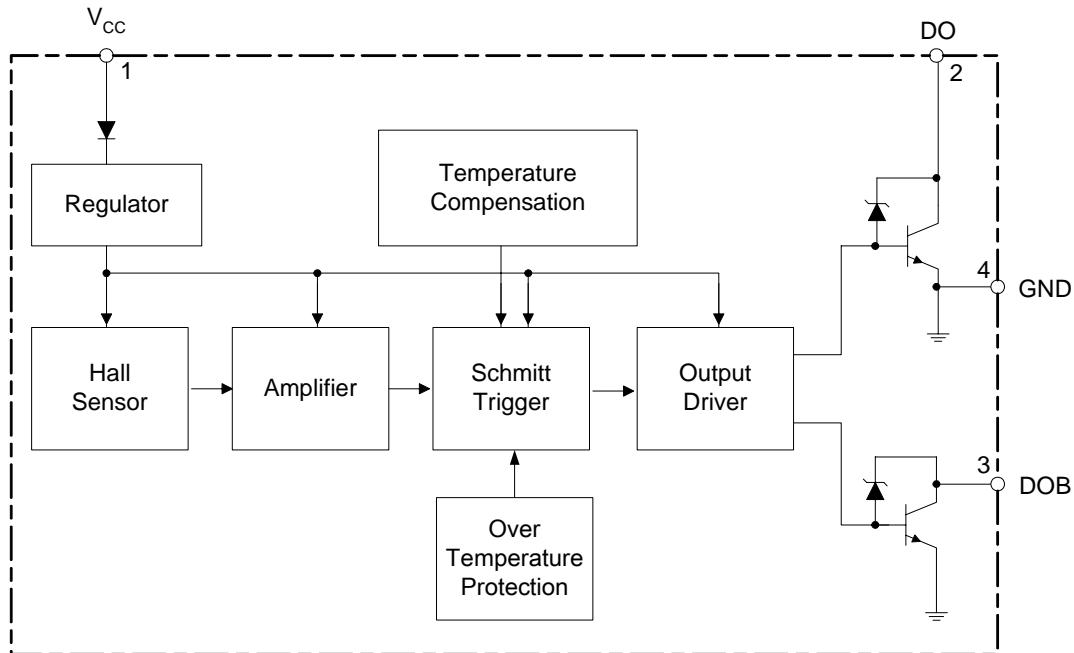 V_CC
DO
1
2
Regulator
Temperature
Compensation
4
GND
Hall
Sensor
Amplifier
Schmitt
Trigger
Output
Driver
3
DOB
Over
Temperature
Protection